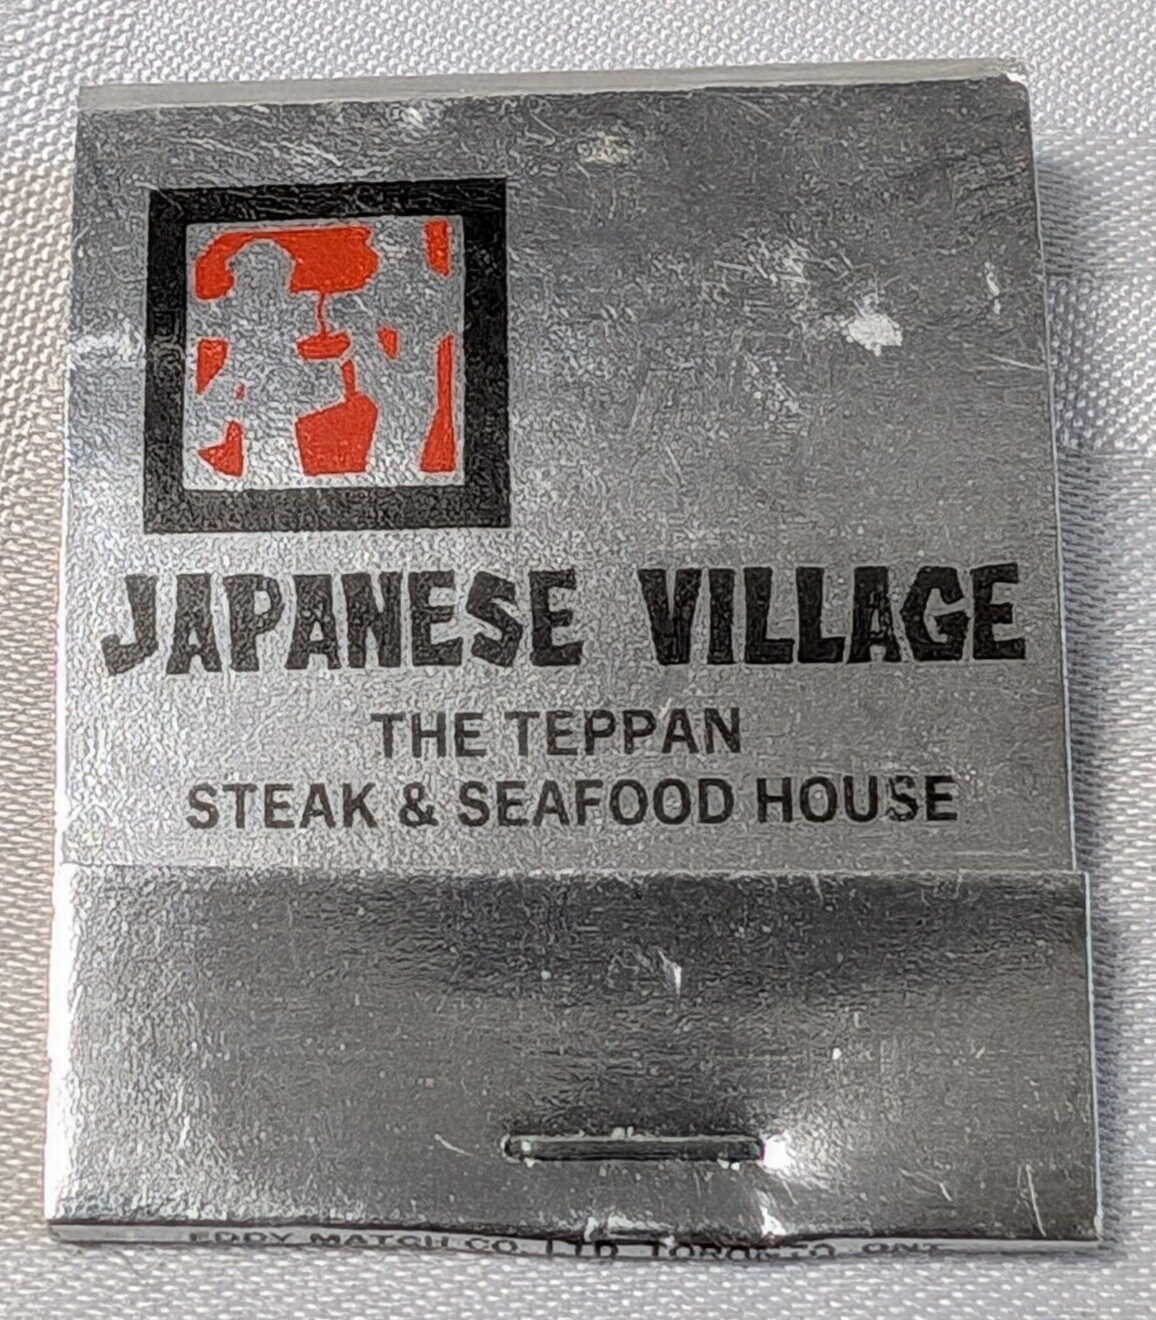 JAPANESE VILLAGE
THE TEPPAN
STEAK & SEAFOOD HOUSE
EDDY MATCH CO. LTD. TORONTO, ONT.